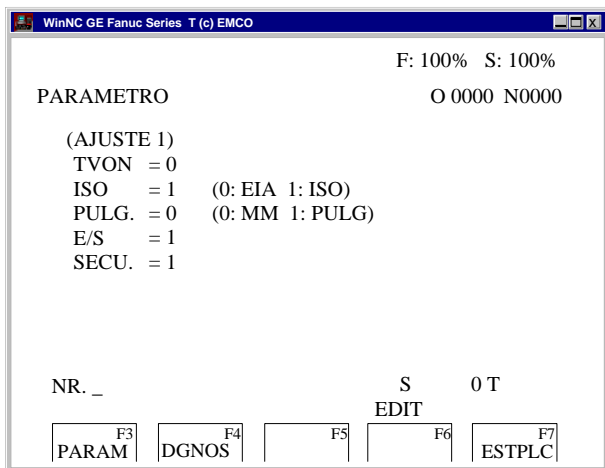 WinNC GE Fanuc Series T (c) EMCO
F: 100% S: 100%
PARAMETRO O 0000 N0000
(AJUSTE 1)
TVON = 0
ISO = 1 (0: EIA 1: ISO)
PULG. = 0 (0: MM 1: PULG)
E/S = 1
SECU. = 1
NR. _ S 0 T
EDIT
F3 F4 F5 F6 F7
PARAM DGNOS ESTPLC